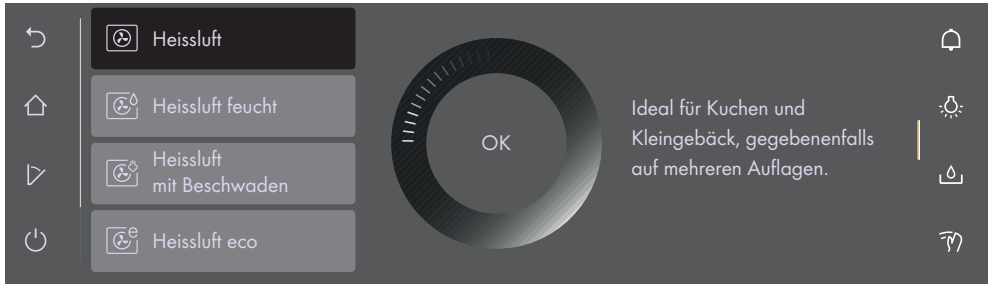 Heissluft
Heissluft feucht
Heissluft
mit Beschwaden
Heissluft eco
OK
Ideal für Kuchen und
Kleingebäck, gegebenenfalls
auf mehreren Auflagen.